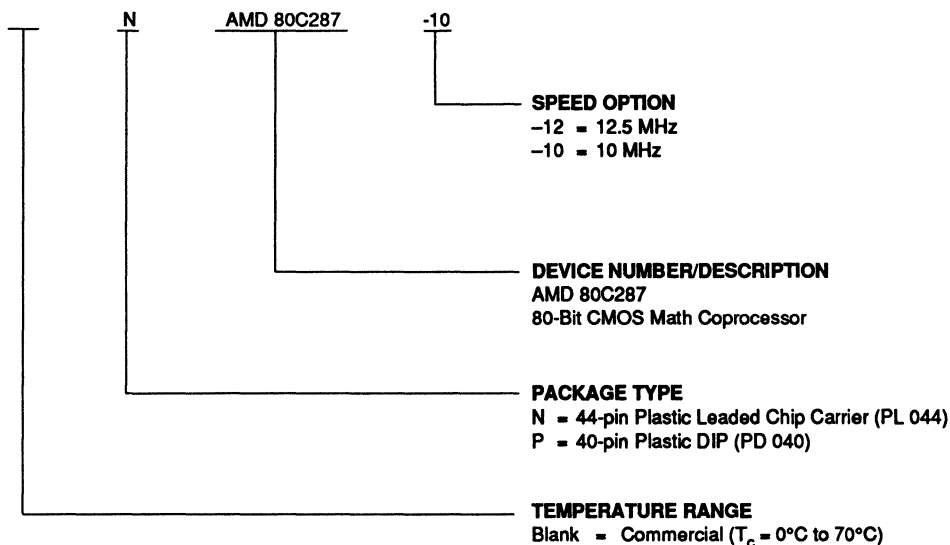 N AMD 80C287 -10
SPEED OPTION
–12 = 12.5 MHz
–10 = 10 MHz
DEVICE NUMBER/DESCRIPTION
AMD 80C287
80-Bit CMOS Math Coprocessor
PACKAGE TYPE
N = 44-pin Plastic Leaded Chip Carrier (PL 044)
P = 40-pin Plastic DIP (PD 040)
TEMPERATURE RANGE
Blank = Commercial (Tc = 0°C to 70°C)